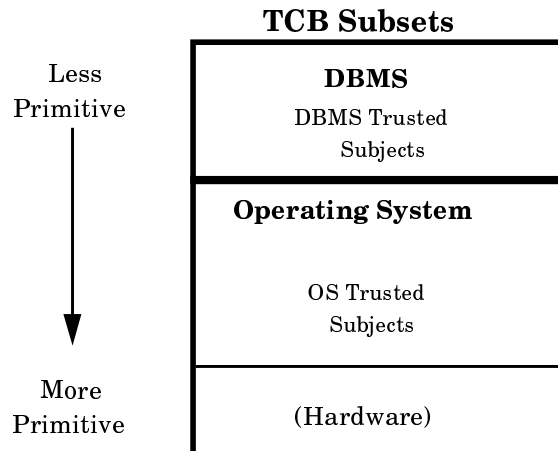 TCB Subsets
Less
Primitive
DBMS
DBMS Trusted
Subjects
Operating System
OS Trusted
Subjects
More
Primitive
(Hardware)